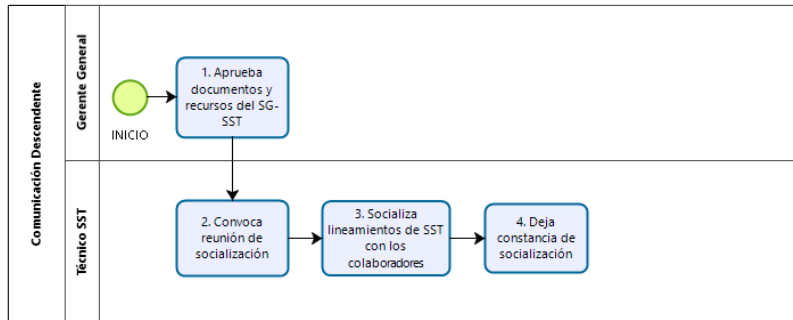 Comunicación Descendente
Gerente General
INICIO
1. Aprueba
documentos y
recursos del SG-
SST
Técnico SST
2. Convoca
reunión de
socialización
3. Socializa
lineamientos de SST
con los
colaboradores
4. Deja
constancia de
socialización